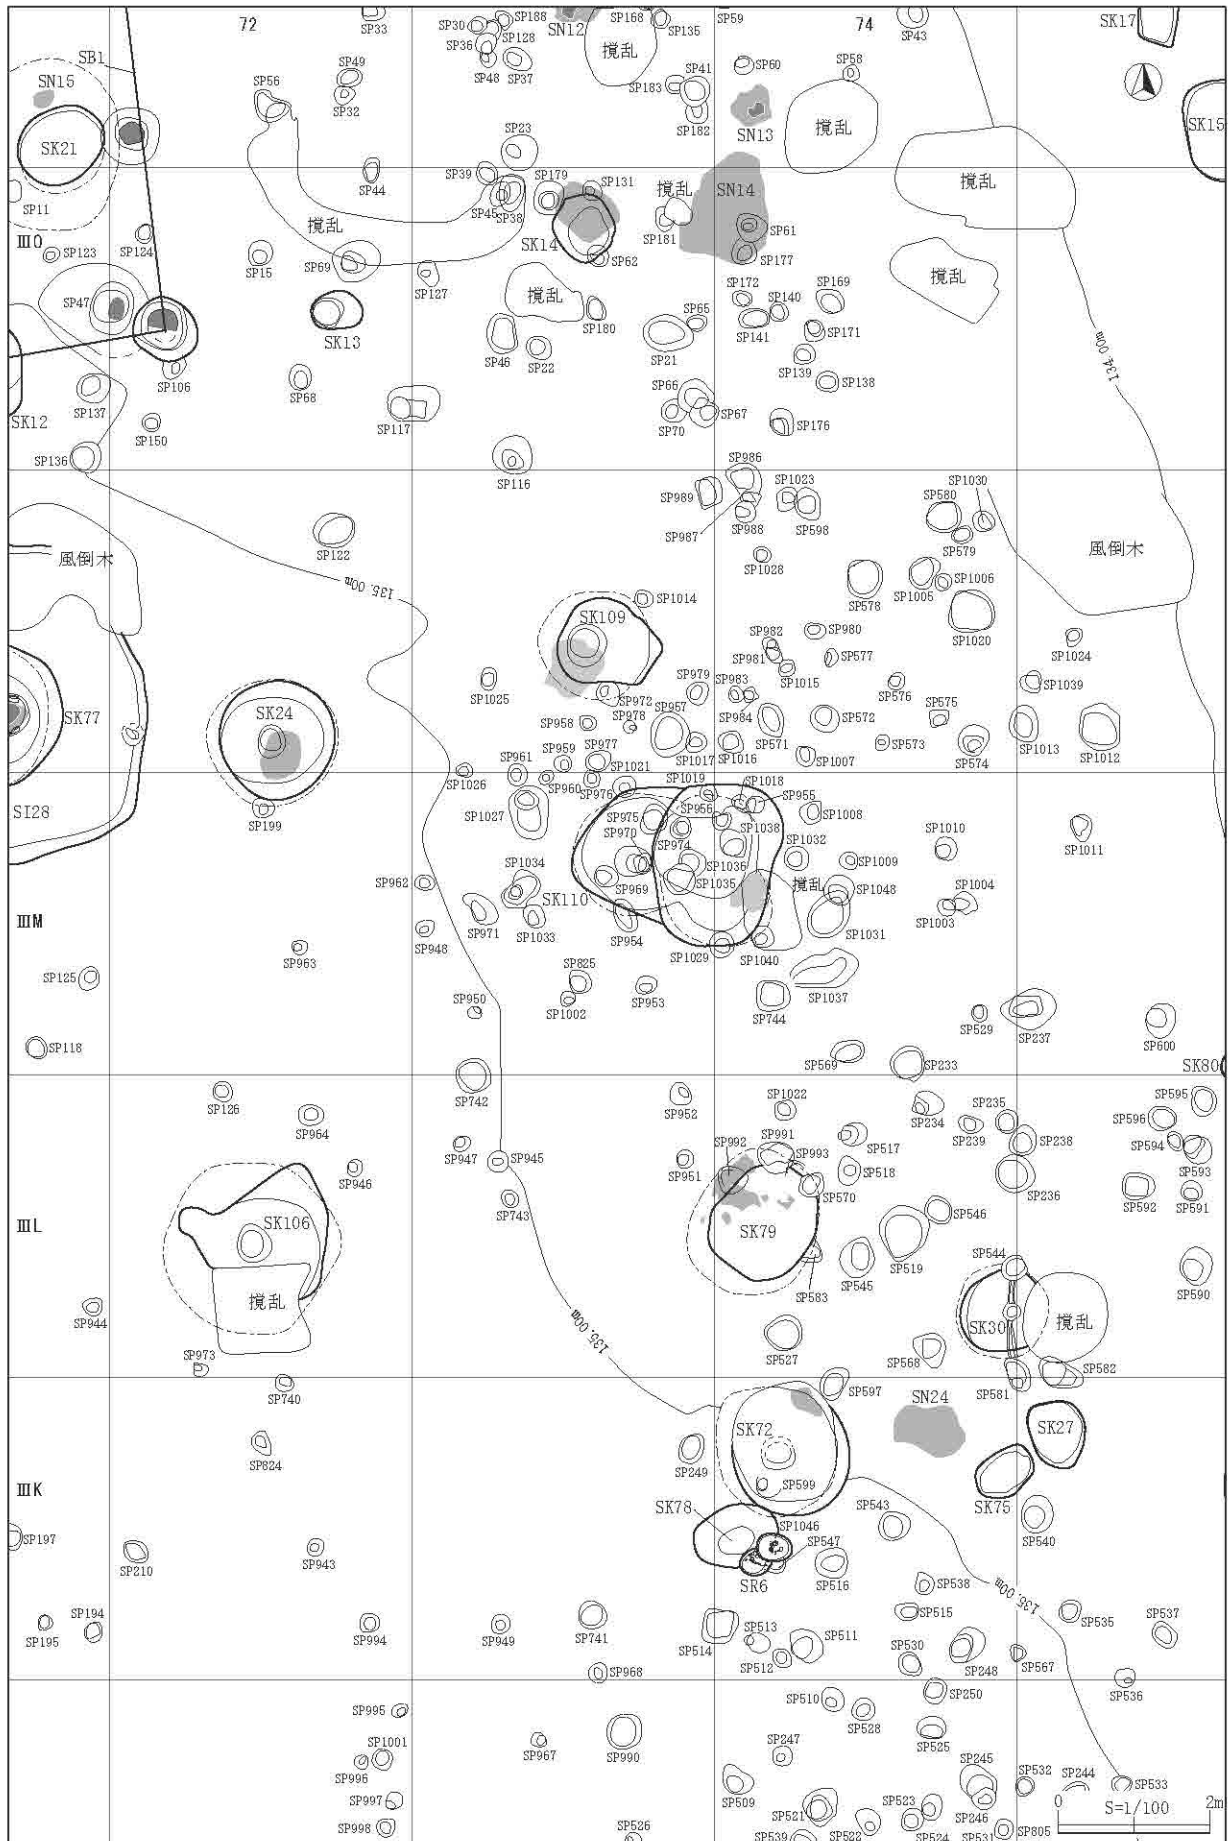 72
SP33
SP30
SP188
SP128
SN12
SP168
SP135
SP59
74
SP43
SK17
SP36
SP48
SP37
撹乱
SB1
SN15
SP56
SP49
SP32
SP183
SP41
SP182
SP60
SN13
SP58
撹乱
SK15
SK21
SP23
SP11
SP44
SP39
SP179
SP45
SP38
SP131
撹乱
SN14
撹乱
ⅢO
SP123
SP124
SP15
撹乱
SP69
SK14
SP62
SP181
SP61
SP177
撹乱
SP127
撹乱
SP47
SK13
SP180
SP172
SP140
SP169
SP65
SP141
SP171
SP46
SP22
SP21
SP139
134.00m
SP106
SP137
SP68
SP66
SP138
SK12
SP150
SP117
SP70
SP67
SP176
SP136
SP116
SP986
SP989
SP1023
SP580
SP1030
SP987
SP988
SP598
SP579
SP122
風倒木
風倒木
SP1028
135.00m
SP578
SP1005
SP1006
SP1014
SK109
SP1020
SP982
SP980
SP981
SP577
SP1024
SP1015
SP1025
SP979
SP983
SP576
SP1039
SP972
SK77
SK24
SP978
SP957
SP984
SP958
SP572
SP575
SP571
SP573
SP1013
SP1012
SP959
SP977
SP961
SP1021
SP1017
SP1016
SP1007
SP574
SP1026
SP960
SP976
SP1019
SP1018
SI28
SP199
SP1027
SP975
SP956
SP955
SP1008
SP970
SP1038
SP974
SP1032
SP1010
SP1011
SP1034
SP1036
SP1009
SP962
SP969
SP1035
撹乱
SP1048
SP1004
SK110
SP1003
ⅢM
SP971
SP1033
SP954
SP1031
SP948
SP963
SP1029
SP1040
SP125
SP825
SP953
SP1037
SP950
SP1002
SP744
SP529
SP237
SP600
SP118
SP569
SP233
SK80
SP742
SP126
SP952
SP1022
SP235
SP595
SP964
SP234
SP596
SP239
SP238
SP594
SP947
SP945
SP992
SP991
SP517
SP593
SP946
SP951
SP993
SP518
SP743
SP570
SP236
SP592
SP591
ⅢL
SK106
SK79
SP546
SP519
SP544
SP545
SP583
SP590
撹乱
SP944
SK30
撹乱
135.00m
SP527
SP568
SP973
SP582
SP740
SP581
SP597
SN24
SK72
SK27
SP824
SP249
ⅢK
SP599
SK78
SK75
SP543
SP197
SP1046
SP547
SP540
SP210
SP943
SR6
SP516
SP538
135.00m
SP194
SP195
SP994
SP949
SP741
SP513
SP515
SP535
SP537
SP514
SP511
SP512
SP530
SP248
SP567
SP968
SP536
SP510
SP250
SP995
SP528
SP1001
SP967
SP990
SP247
SP525
SP996
SP245
SP532
SP244
SP533
SP997
SP509
SP523
SP246
0
S=1/100
2m
SP998
SP526
SP521
SP539
SP522
SP524
SP531
SP805